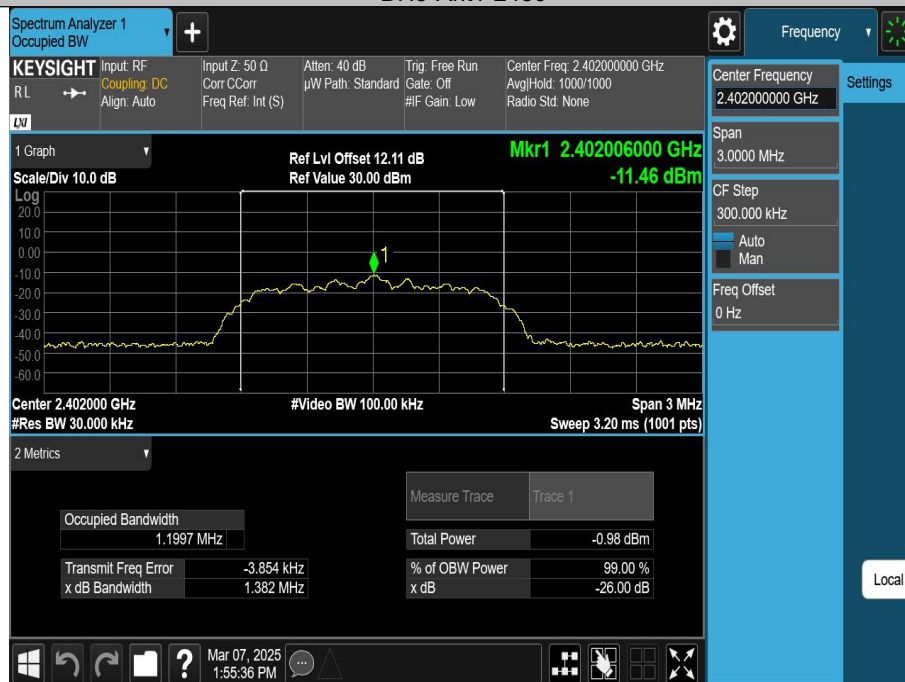 Spectrum Analyzer 1
Occupied BW
+
Frequency
KEYSIGHT
R L
LXI
Input: RF
Coupling: DC
Align: Auto
Input Z: 50 Ω
Corr CCorr
Freq Ref: Int (S)
Atten: 40 dB
µW Path: Standard
Trig: Free Run
Gate: Off
#IF Gain: Low
Center Freq: 2.402000000 GHz
Avg|Hold: 1000/1000
Radio Std: None
Center Frequency
2.402000000 GHz
Settings
Span
3.0000 MHz
CF Step
300.000 kHz
Auto
Man
Freq Offset
0 Hz
Local
1 Graph
Scale/Div 10.0 dB
Ref Lvl Offset 12.11 dB
Ref Value 30.00 dBm
Mkr1 2.402006000 GHz
-11.46 dBm
Log
20.0
10.0
0.00
-10.0
-20.0
-30.0
-40.0
-50.0
-60.0
1
Center 2.402000 GHz
#Video BW 100.00 kHz
Span 3 MHz
#Res BW 30.000 kHz
Sweep 3.20 ms (1001 pts)
2 Metrics
Measure Trace Trace 1
Occupied Bandwidth
1.1997 MHz
Total Power -0.98 dBm
Transmit Freq Error -3.854 kHz
% of OBW Power 99.00 %
x dB Bandwidth 1.382 MHz
x dB -26.00 dB
?
Mar 07, 2025
1:55:36 PM